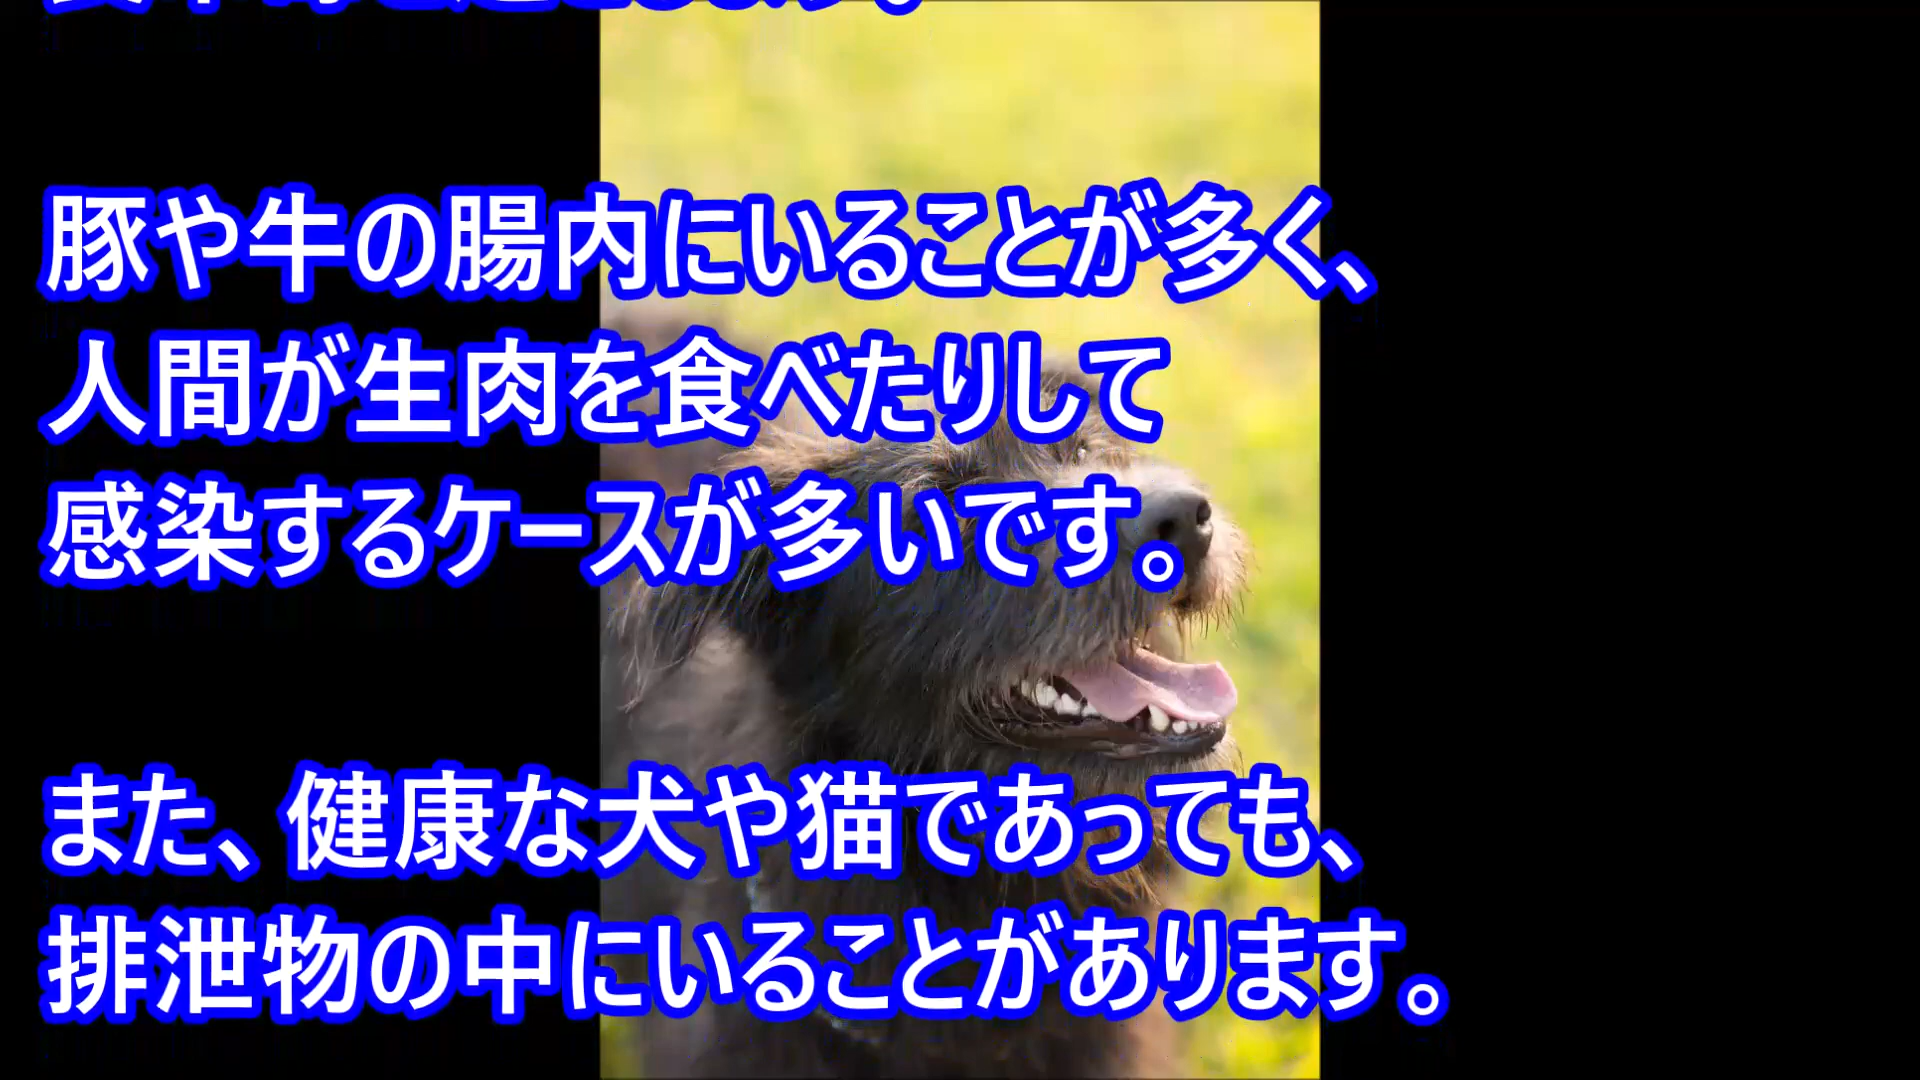 豚や牛の腸内にいることが多く、
人間が生肉を食べたりして
感染するケースが多いです。
また、健康な犬や猫であっても、
排泄物の中にいることがあります。